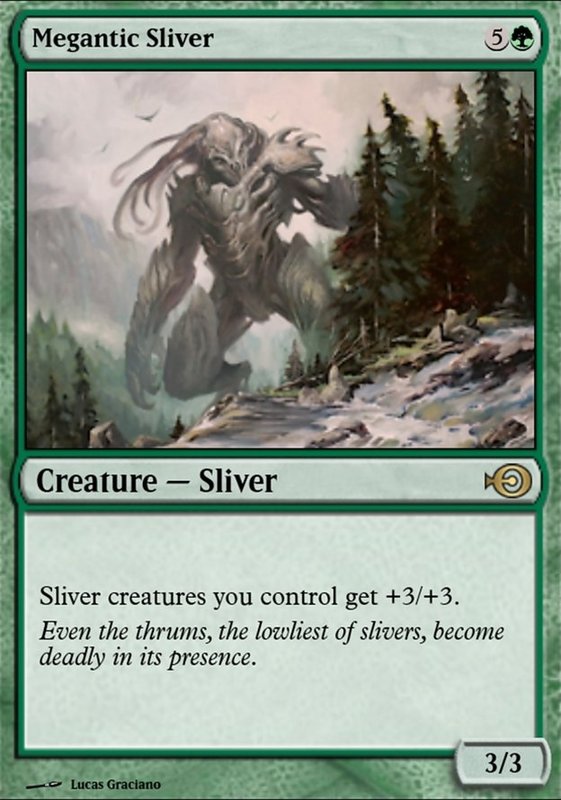 Megantic Sliver 5
Creature — Sliver
Sliver creatures you control get +3/+3.
Even the thrums, the lowliest of slivers, become
deadly in its presence.
3/3
Lucas Graciano